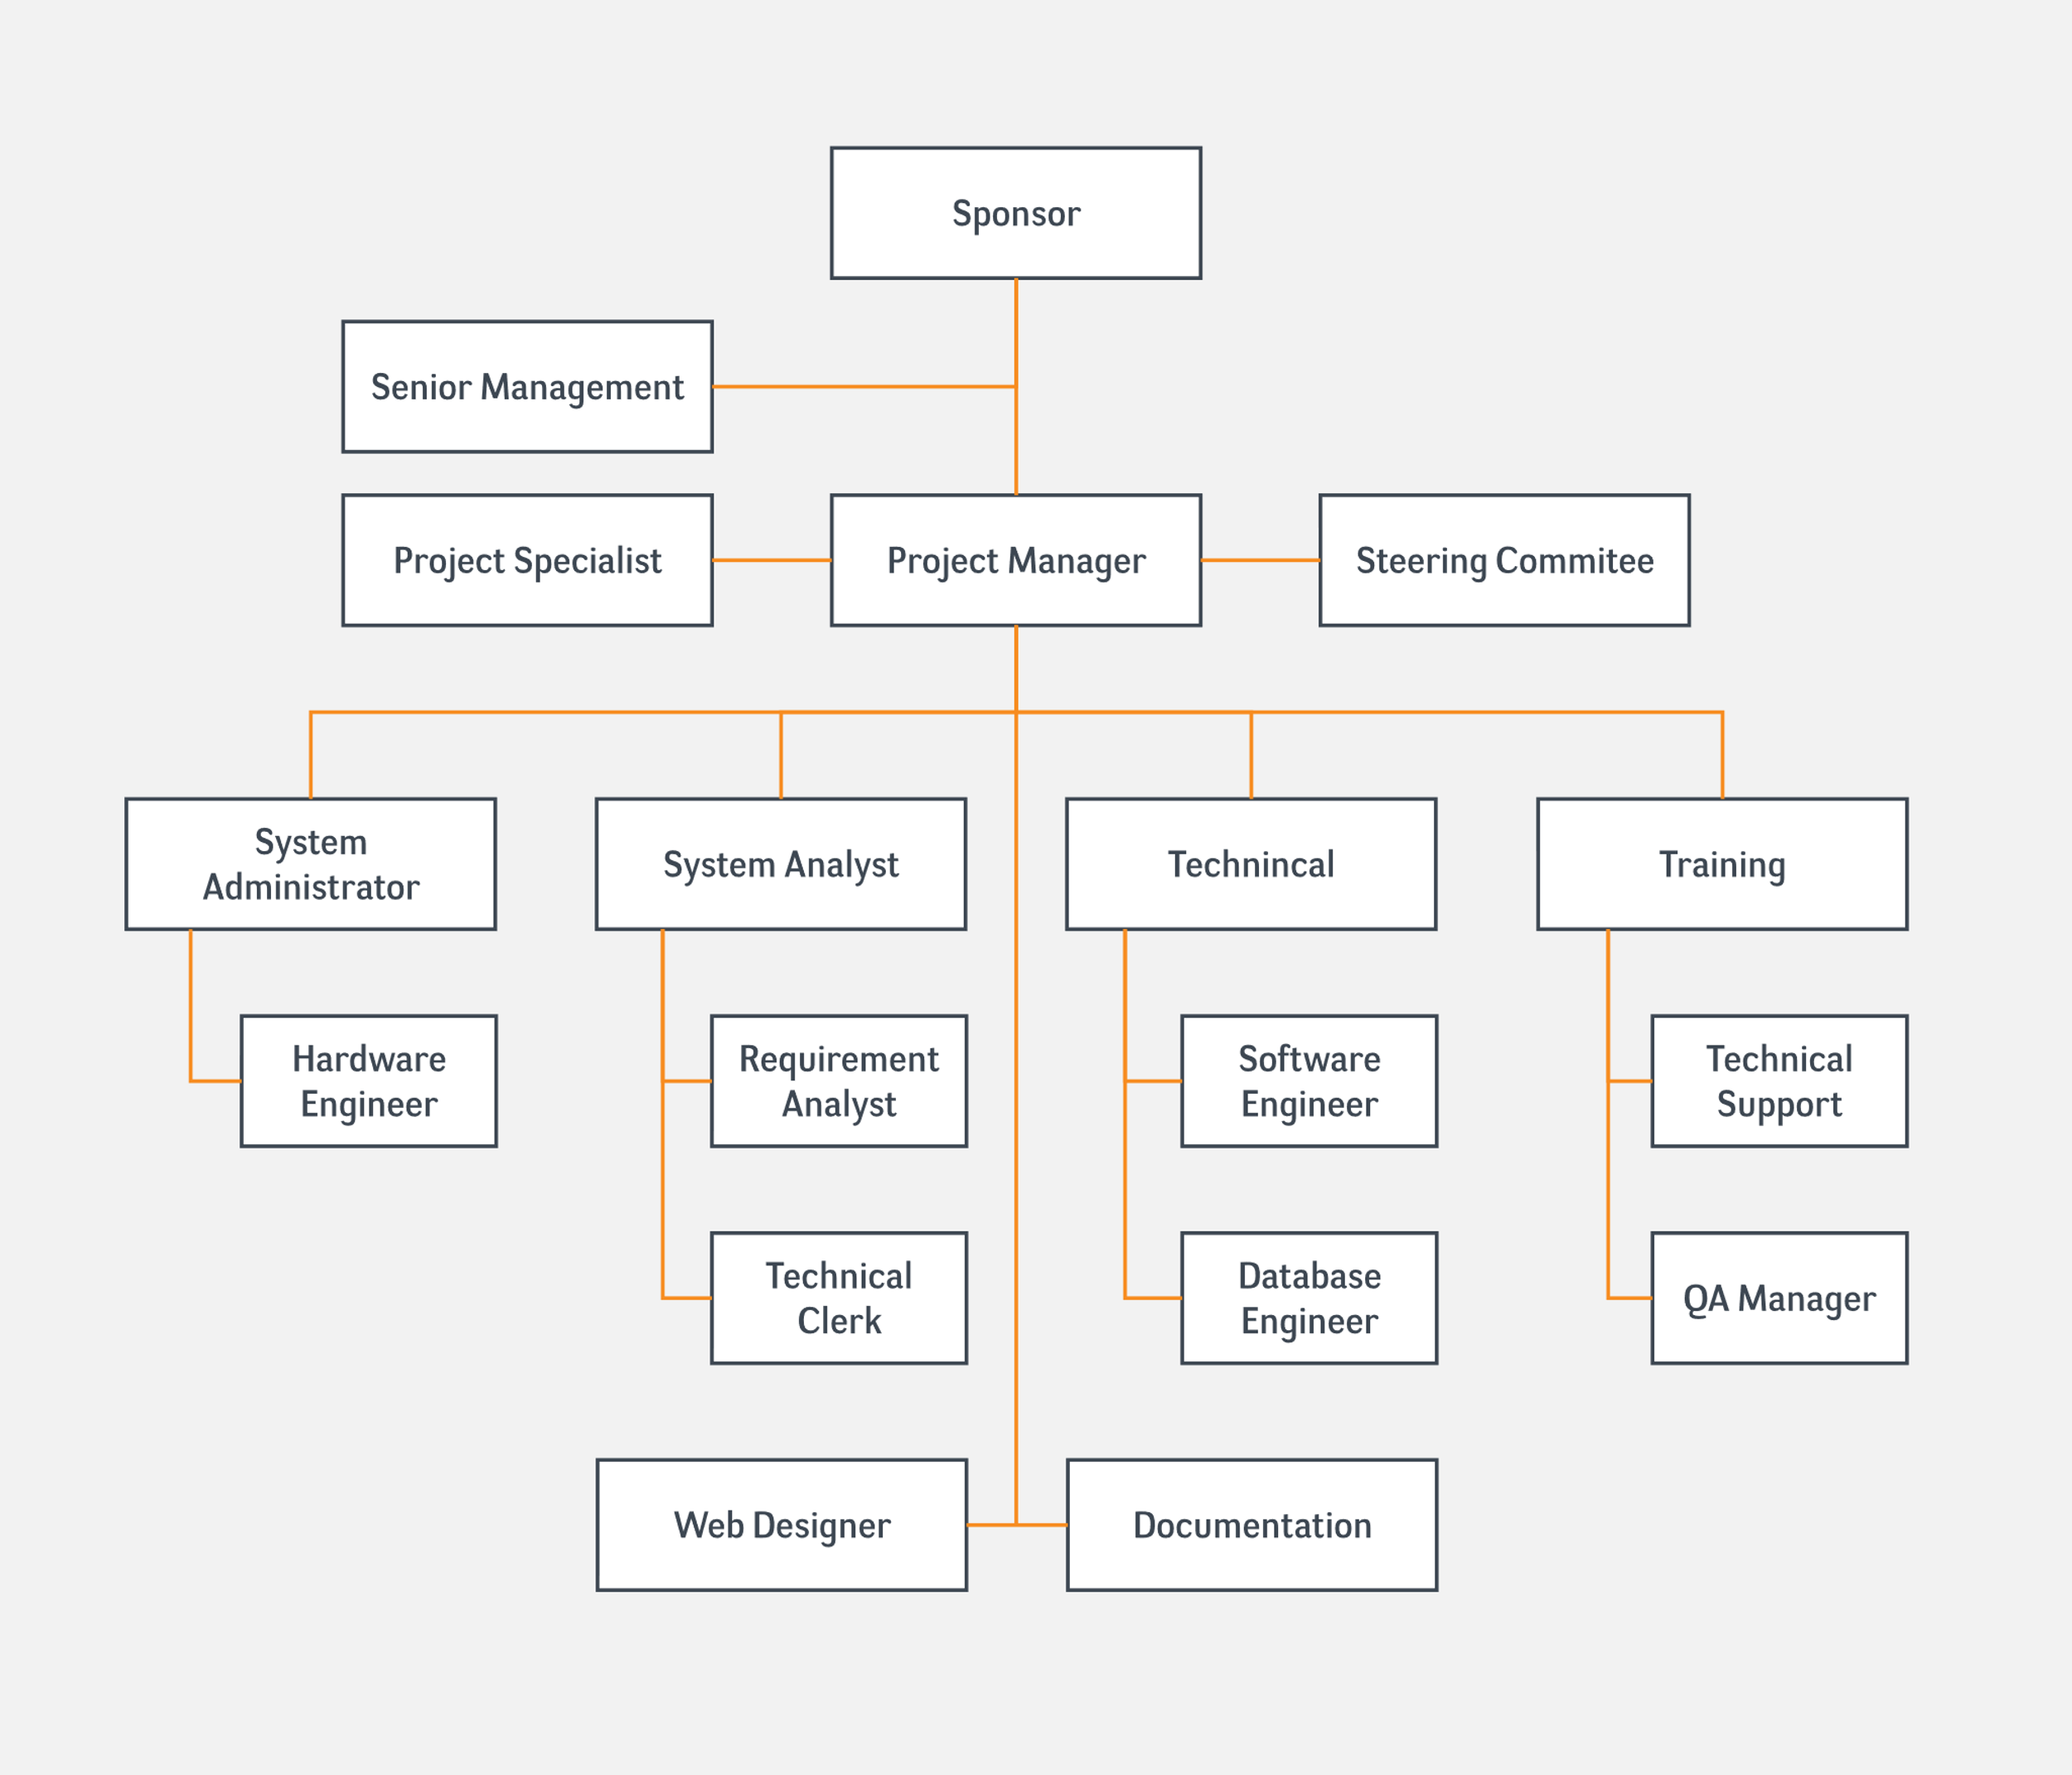 Sponsor
Senior Management
Project Specialist
Project Manager
Steering Commitee
System
Administrator
System Analyst
Technincal
Training
Hardware
Engineer
Requirement
Analyst
Software
Engineer
Technical
Support
Technical
Clerk
Database
Engineer
QA Manager
Web Designer
Documentation